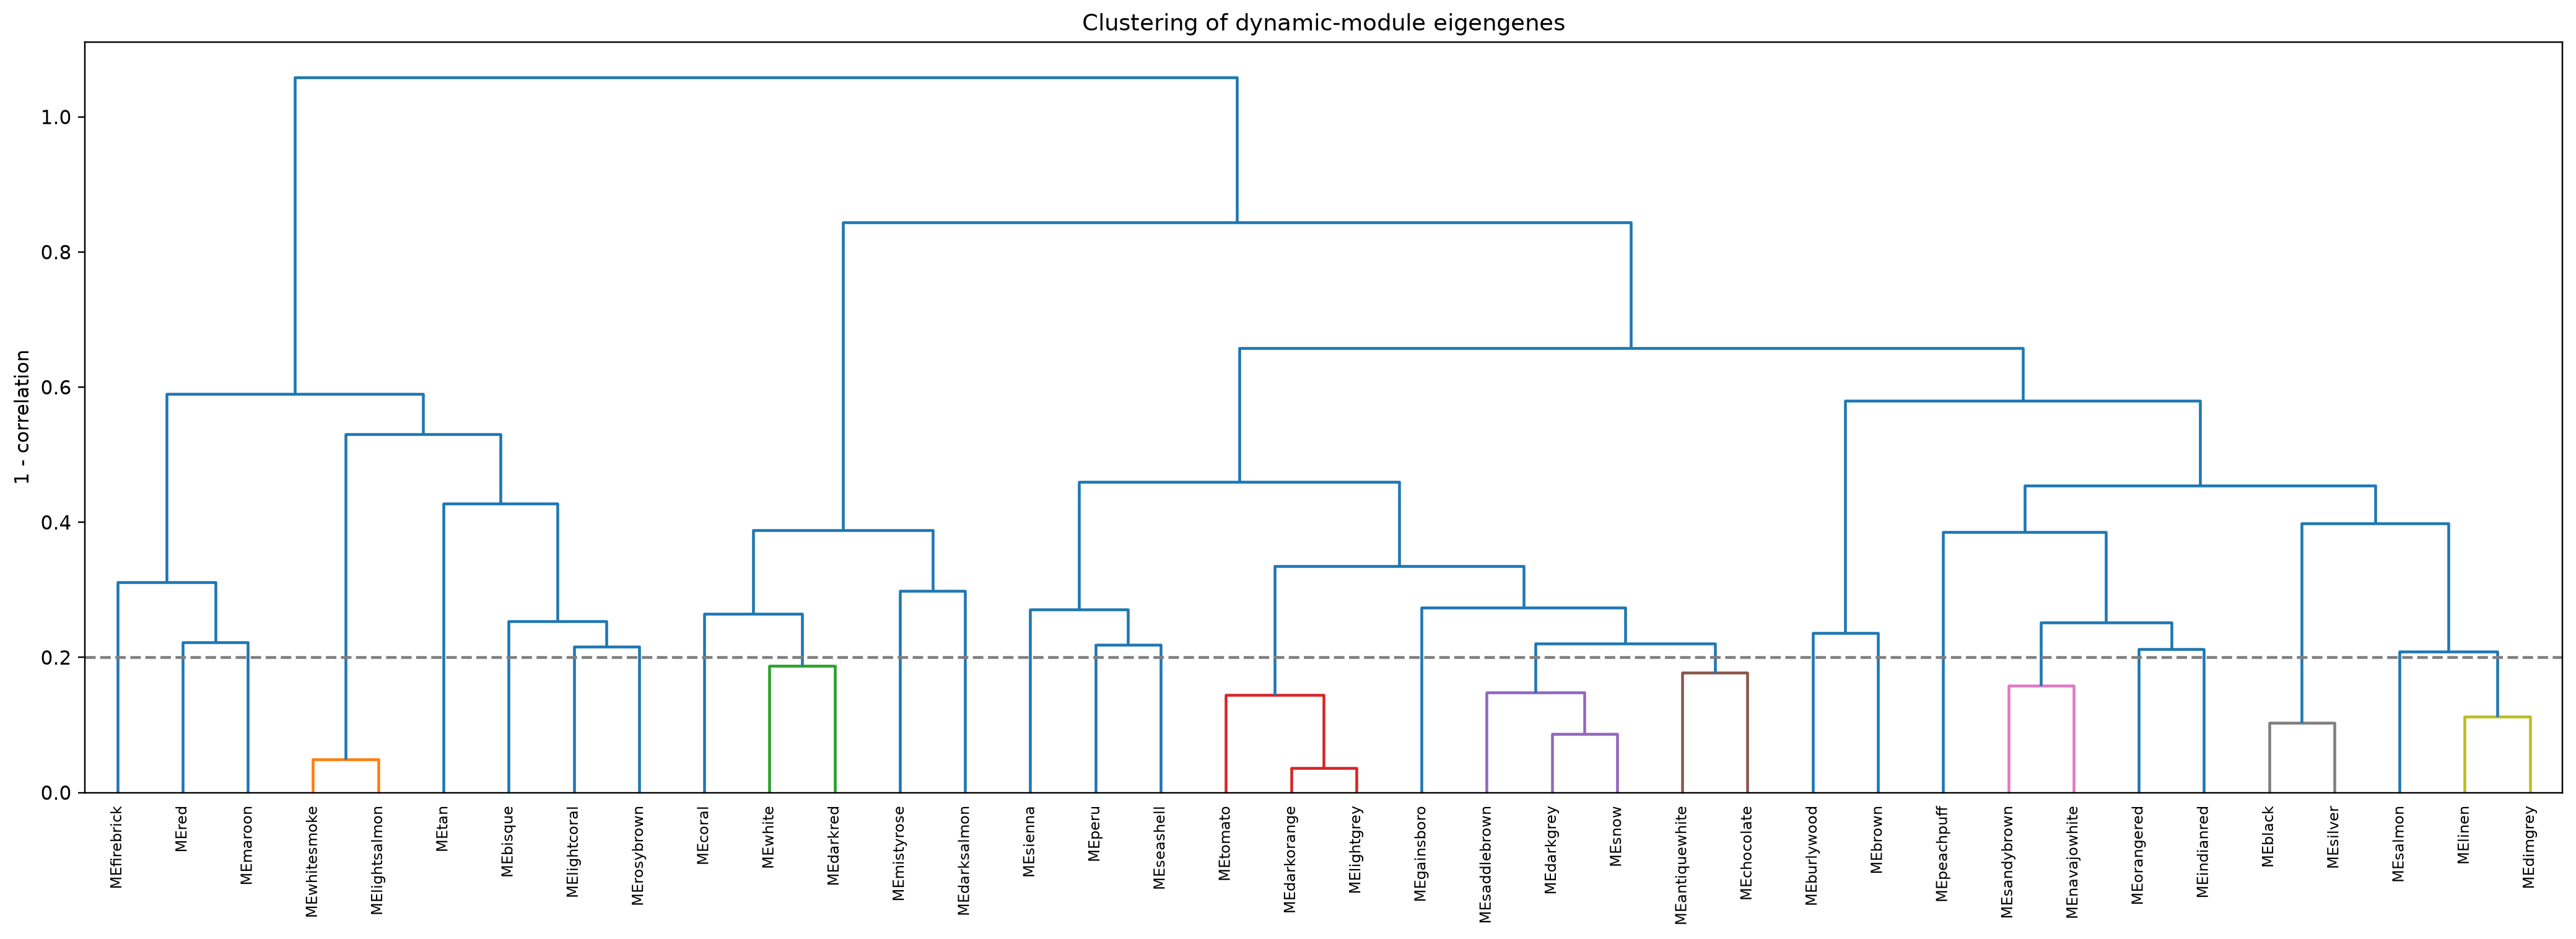 Clustering of dynamic-module eigengenes
1 - correlation
1.0
0.8
0.6
0.4
0.2
0.0
MEfirebrick
MEred
MEmaroon
MEwhitesmoke
MElightsalmon
MEtan
MEbisque
MElightcoral
MErosybrown
MEcoral
MEwhite
MEdarkred
MEmistyrose
MEdarksalmon
MEsienna
MEperu
MEseashell
MEtomato
MEdarkorange
MElightgrey
MEgainsboro
MEsaddlebrown
MEdarkgrey
MEsnow
MEantiquewhite
MEchocolate
MEburlywood
MEbrown
MEpeachpuff
MEsandybrown
MEnavajowhite
MEorangered
MEindianred
MEblack
MEsilver
MEsalmon
MElinen
MEdimgrey